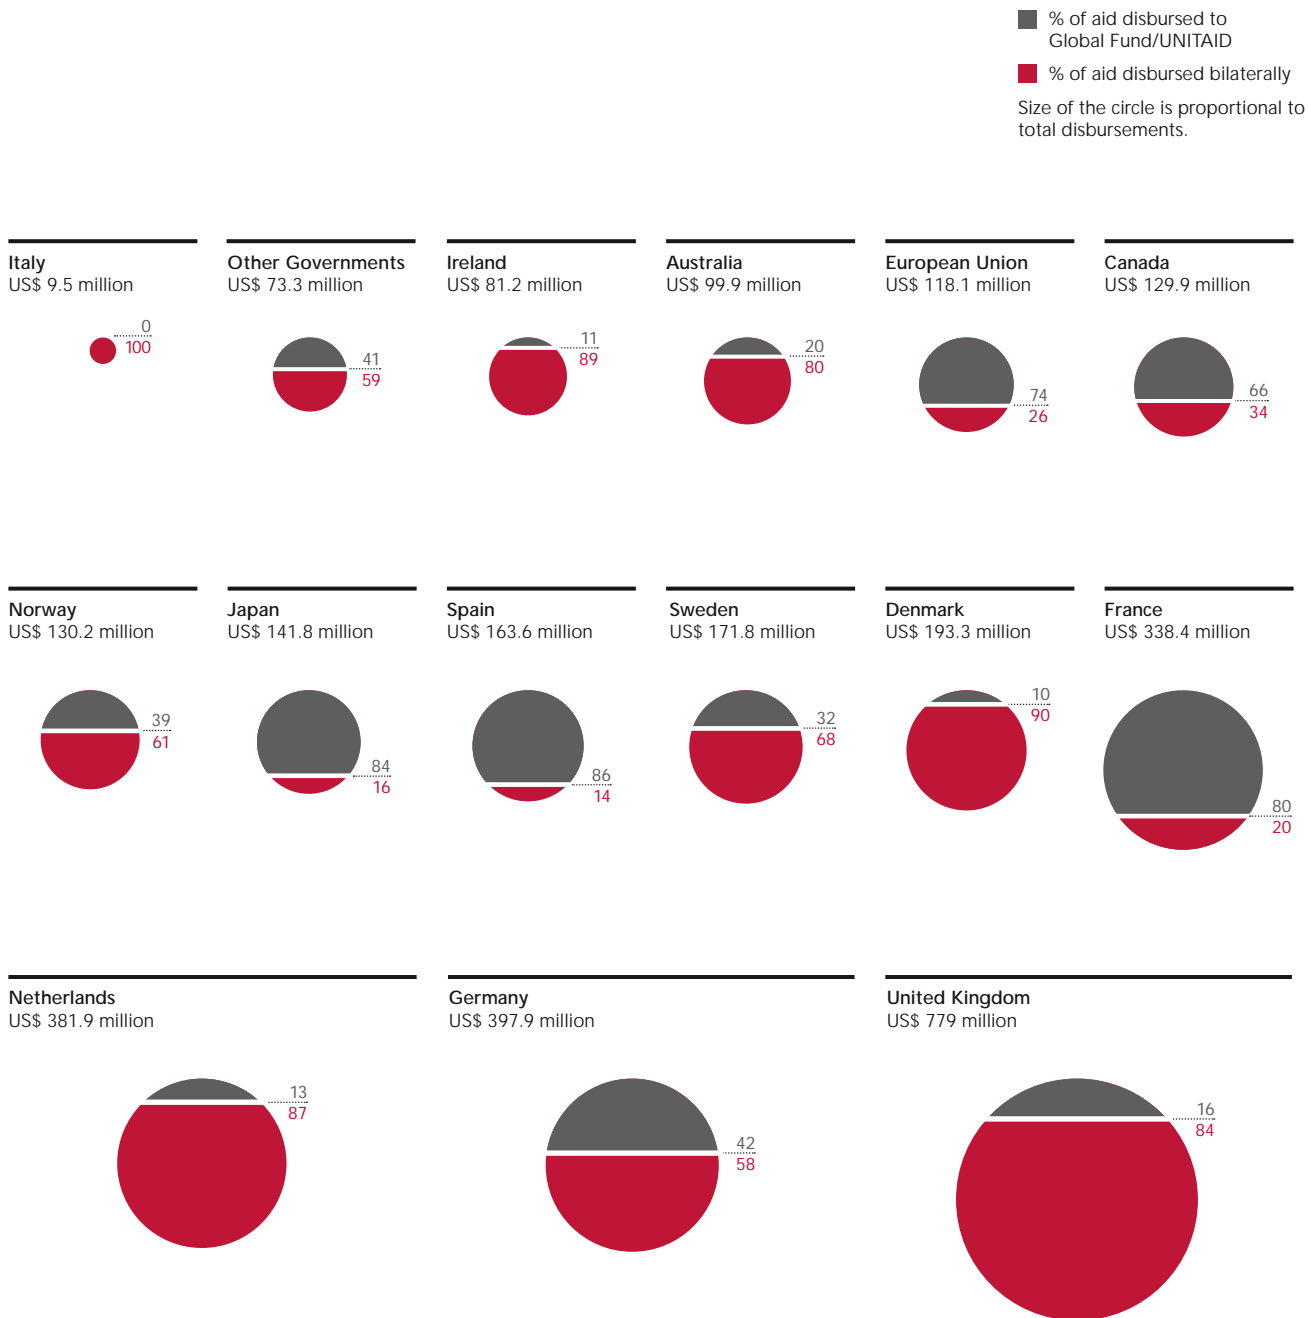 % of aid disbursed to
Global Fund/UNITAID
% of aid disbursed bilaterally
Size of the circle is proportional to
total disbursements.
Italy
US$ 9.5 million
0
100
Other Governments
US$ 73.3 million
41
59
Ireland
US$ 81.2 million
11
89
Australia
US$ 99.9 million
20
80
European Union
US$ 118.1 million
74
26
Canada
US$ 129.9 million
66
34
Norway
US$ 130.2 million
39
61
Japan
US$ 141.8 million
84
16
Spain
US$ 163.6 million
86
14
Sweden
US$ 171.8 million
32
68
Denmark
US$ 193.3 million
10
90
France
US$ 338.4 million
80
20
Netherlands
US$ 381.9 million
13
87
Germany
US$ 397.9 million
42
58
United Kingdom
US$ 779 million
16
84